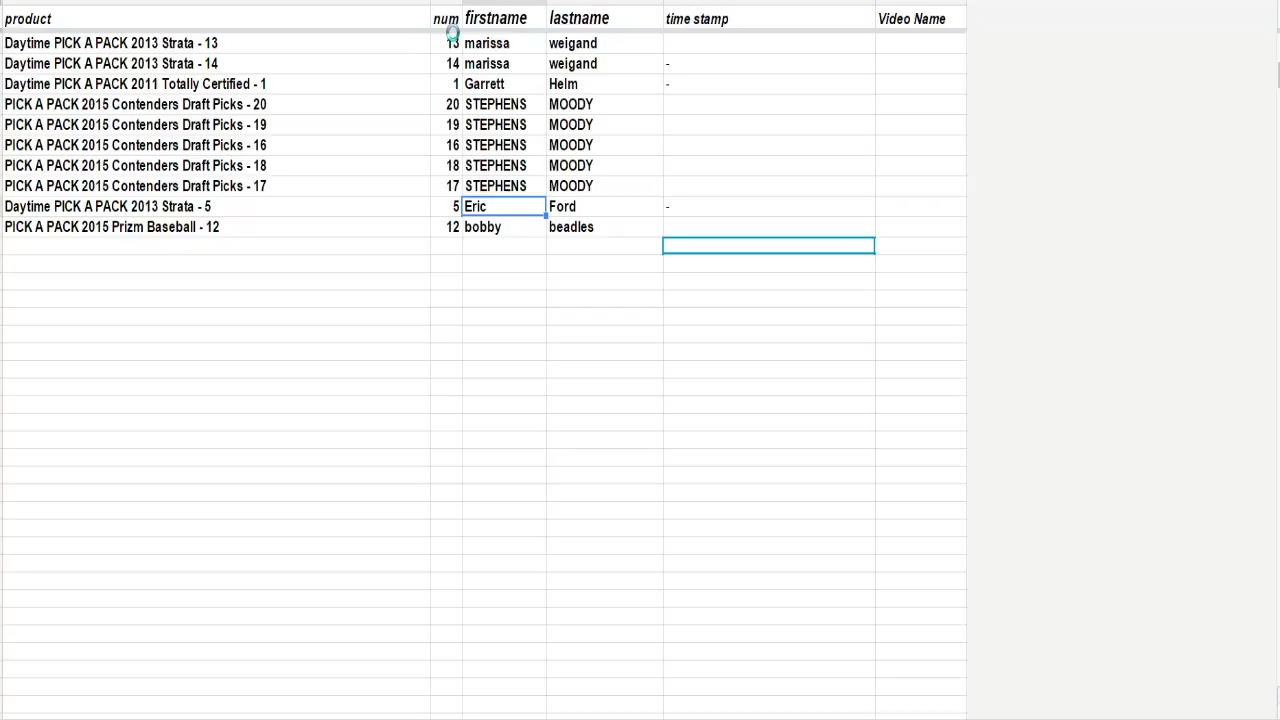 product num firstname lastname time stamp Video Name
Daytime PICK A PACK 2013 Strata - 13 13 marissa weigand
Daytime PICK A PACK 2013 Strata - 14 14 marissa weigand -
Daytime PICK A PACK 2011 Totally Certified - 1 1 Garrett Helm -
PICK A PACK 2015 Contenders Draft Picks - 20 20 STEPHENS MOODY
PICK A PACK 2015 Contenders Draft Picks - 19 19 STEPHENS MOODY
PICK A PACK 2015 Contenders Draft Picks - 16 16 STEPHENS MOODY
PICK A PACK 2015 Contenders Draft Picks - 18 18 STEPHENS MOODY
PICK A PACK 2015 Contenders Draft Picks - 17 17 STEPHENS MOODY
Daytime PICK A PACK 2013 Strata - 5 5 Eric Ford -
PICK A PACK 2015 Prizm Baseball - 12 12 bobby beadles